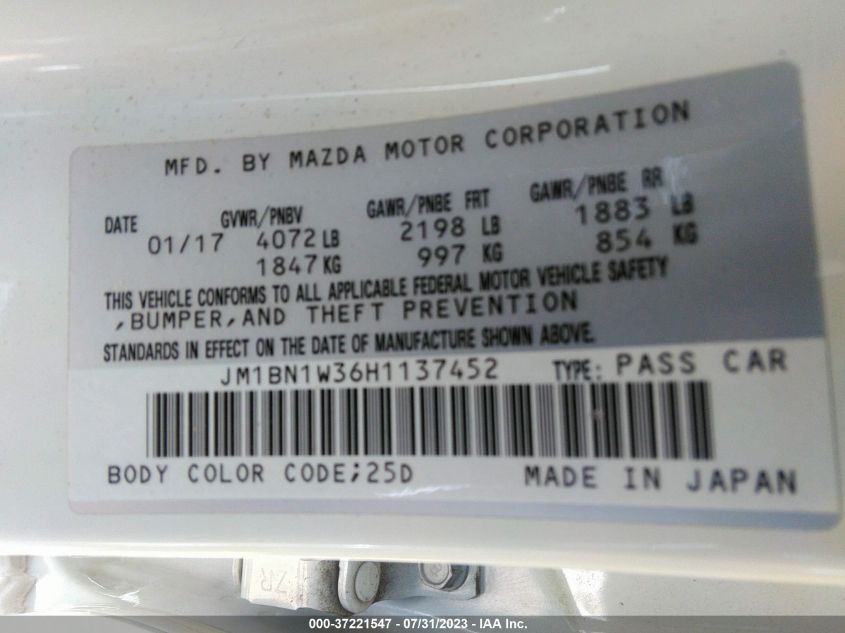 MFD. BY MAZDA MOTOR CORPORATION
DATE GVWR/PNBV GAWR/PNBE FRT GAWR/PNBE RR
01/17 4072 LB 2198 LB 1883 LB
1847 KG 997 KG 854 KG
THIS VEHICLE CONFORMS TO ALL APPLICABLE FEDERAL MOTOR VEHICLE SAFETY
,BUMPER,AND THEFT PREVENTION
STANDARDS IN EFFECT ON THE DATE OF MANUFACTURE SHOWN ABOVE.
JM1BN1W36H1137452 TYPE: PASS CAR
BODY COLOR CODE;25D MADE IN JAPAN
ZR
000-37221547 - 07/31/2023 - IAA Inc.